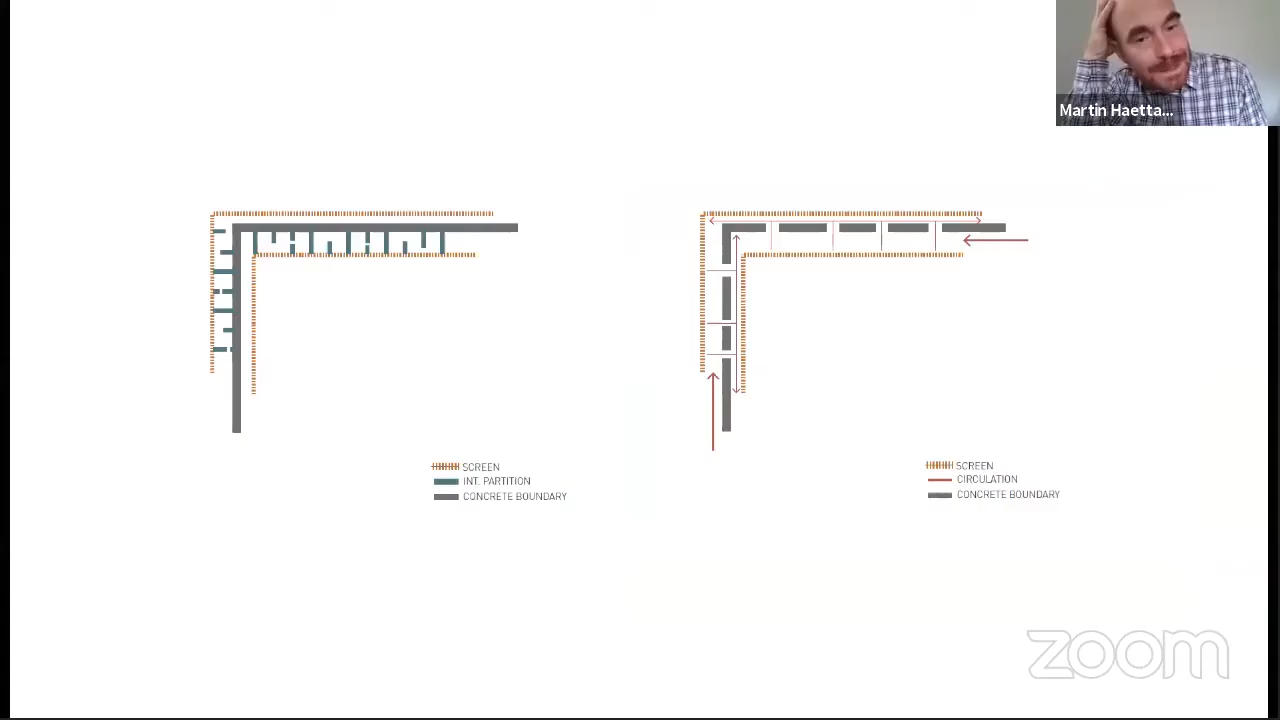 Martin Haetta...
SCREEN
INT. PARTITION
CONCRETE BOUNDARY
SCREEN
CIRCULATION
CONCRETE BOUNDARY
zoom